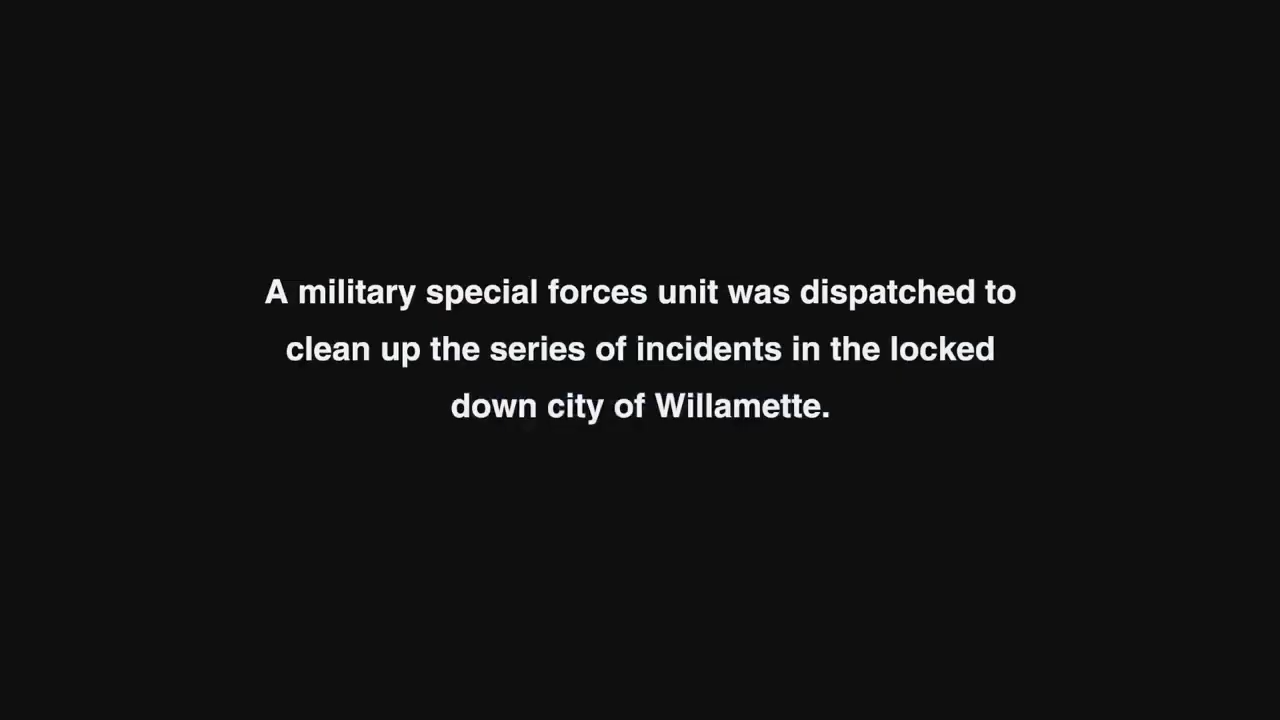 A military special forces unit was dispatched to
clean up the series of incidents in the locked
down city of Willamette.